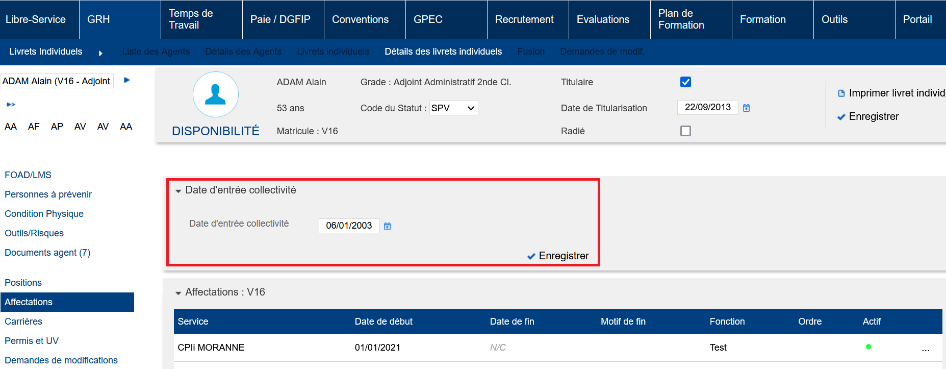 Libre-Service GRH Temps de Travail Paie / DGFIP Conventions GPEC Recrutement Evaluations Plan de Formation Formation Outils Portail
Livrets Individuels Liste des Agents Détails des Agents Livrets individuels Détails des livrets individuels Fusion Demandes de modif.
ADAM Alain (V16 - Adjoint
AA AF AP AV AV AA
FOAD/LMS
Personnes à prévenir
Condition Physique
Outils/Risques
Documents agent (7)
Positions
Affectations
Carrières
Permis et UV
Demandes de modifications
DISPONIBILITÉ
ADAM Alain Grade : Adjoint Administratif 2nde Cl. Titulaire
53 ans Code du Statut : SPV Date de Titularisation 22/09/2013
Matricule : V16 Radié
Imprimer livret individ
Enregistrer
Date d'entrée collectivité
Date d'entrée collectivité 06/01/2003
Enregistrer
Affectations : V16
Service Date de début Date de fin Motif de fin Fonction Ordre Actif
CPIi MORANNE 01/01/2021 N/C Test ...